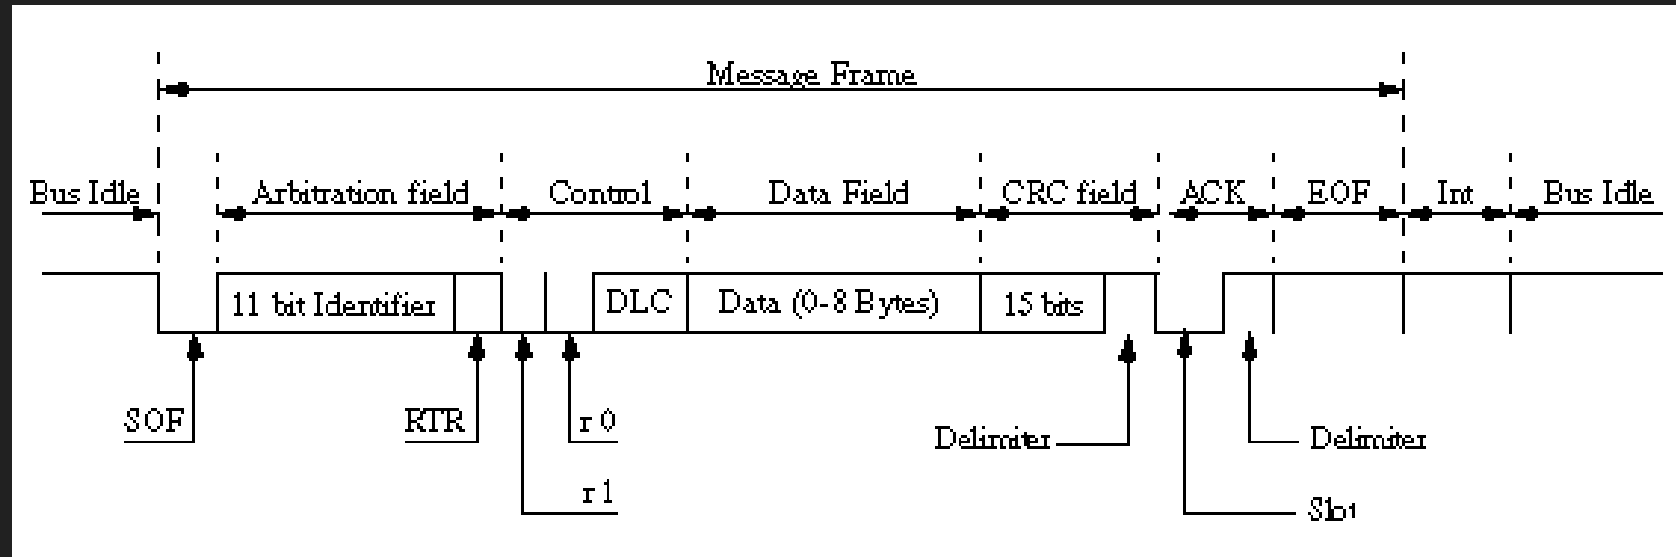 Message Frame
Bus Idle Arbitration field Control Data Field CRC field ACK EOF Int Bus Idle
11 bit Identifier DLC Data (0-8 Bytes) 15 bits
SOF RTR r 0 Delimiter Delimiter
r 1 Slot